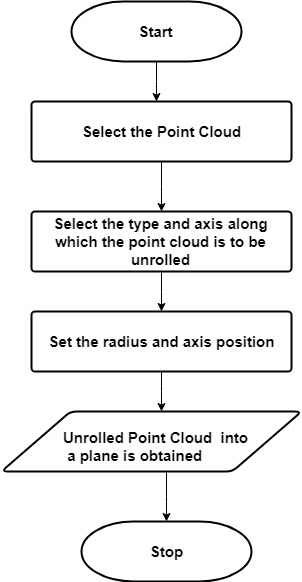 Start
Select the Point Cloud
Select the type and axis along
which the point cloud is to be
unrolled
Set the radius and axis position
Unrolled Point Cloud into
a plane is obtained
Stop